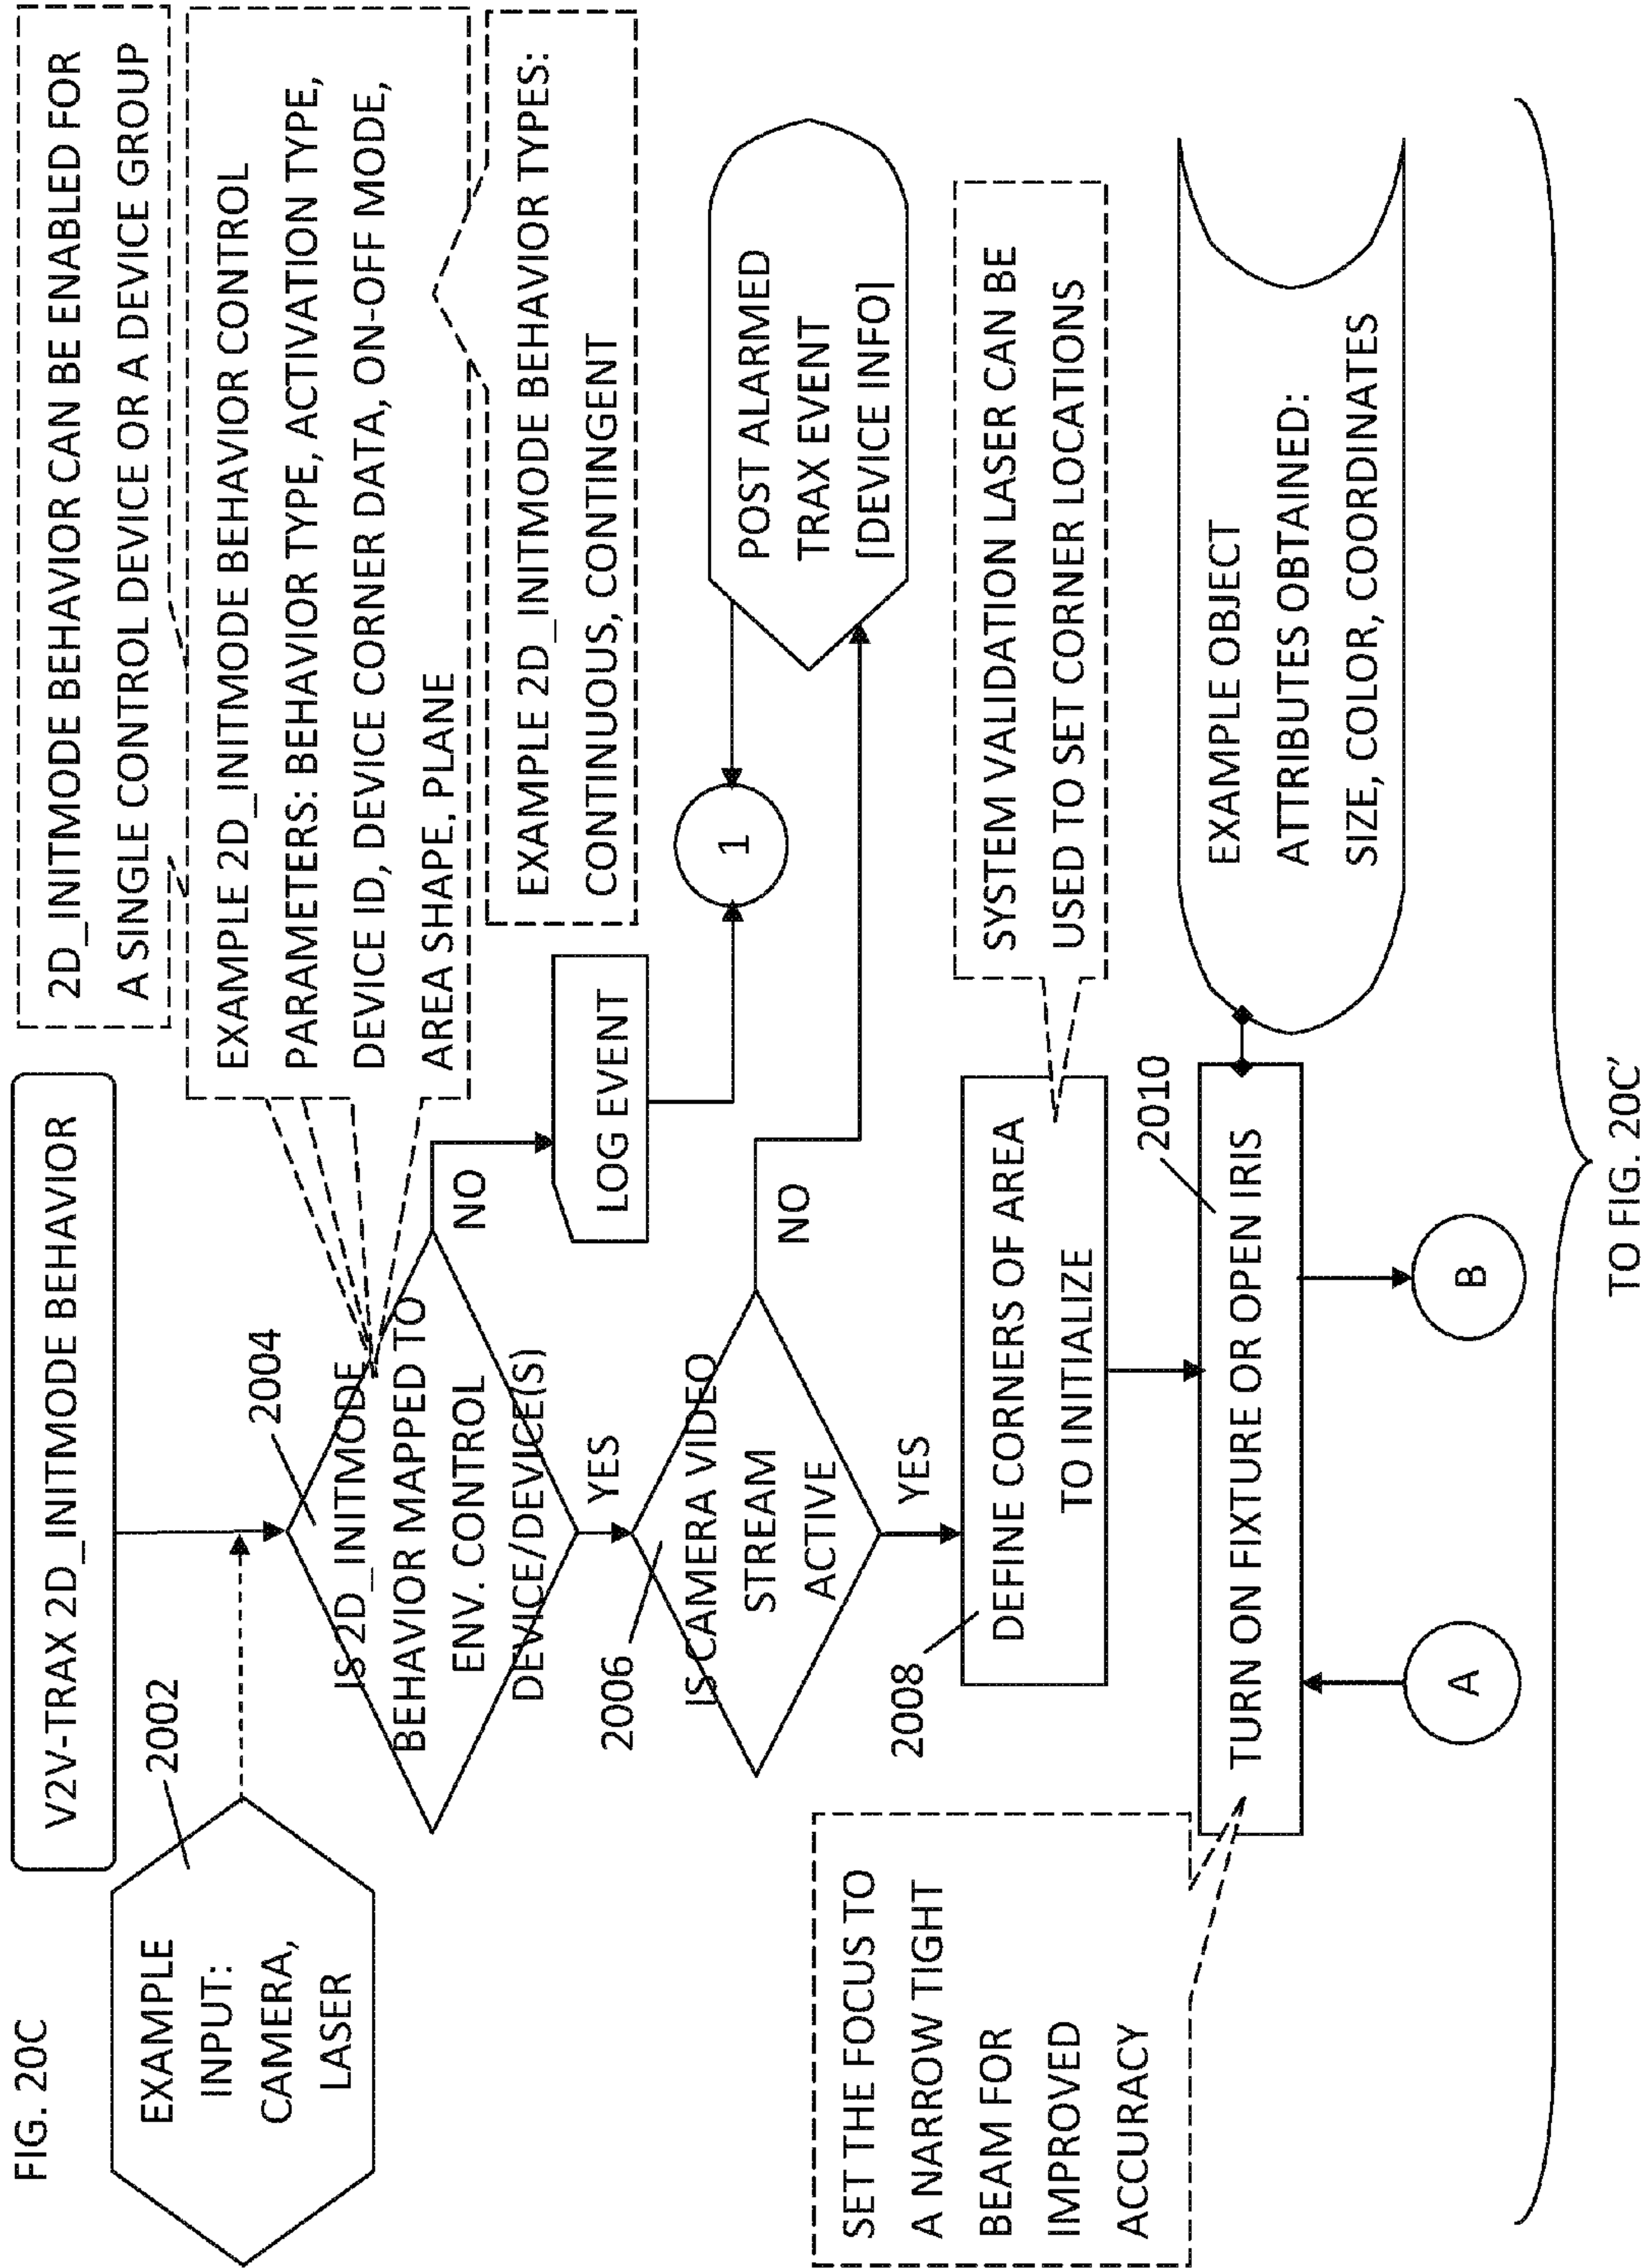 FIG. 20C
V2V-TRAX 2D_INITMODE BEHAVIOR
2D_INITMODE BEHAVIOR CAN BE ENABLED FOR
A SINGLE CONTROL DEVICE OR A DEVICE GROUP
EXAMPLE
INPUT:
CAMERA,
LASER
2002
2004
IS 2D_INITMODE
BEHAVIOR MAPPED TO
ENV. CONTROL
DEVICE/DEVICE(S)
EXAMPLE 2D_INITMODE BEHAVIOR CONTROL
PARAMETERS: BEHAVIOR TYPE, ACTIVATION TYPE,
DEVICE ID, DEVICE CORNER DATA, ON-OFF MODE,
AREA SHAPE, PLANE
EXAMPLE 2D_INITMODE BEHAVIOR TYPES:
CONTINUOUS, CONTINGENT
NO
LOG EVENT
1
YES
2006
IS CAMERA VIDEO
STREAM
ACTIVE
NO
POST ALARMED
TRAX EVENT
[DEVICE INFO]
YES
2008
DEFINE CORNERS OF AREA
TO INITIALIZE
SYSTEM VALIDATION LASER CAN BE
USED TO SET CORNER LOCATIONS
SET THE FOCUS TO
A NARROW TIGHT
BEAM FOR
IMPROVED
ACCURACY
2010
TURN ON FIXTURE OR OPEN IRIS
EXAMPLE OBJECT
ATTRIBUTES OBTAINED:
SIZE, COLOR, COORDINATES
A
B
TO FIG. 20C'